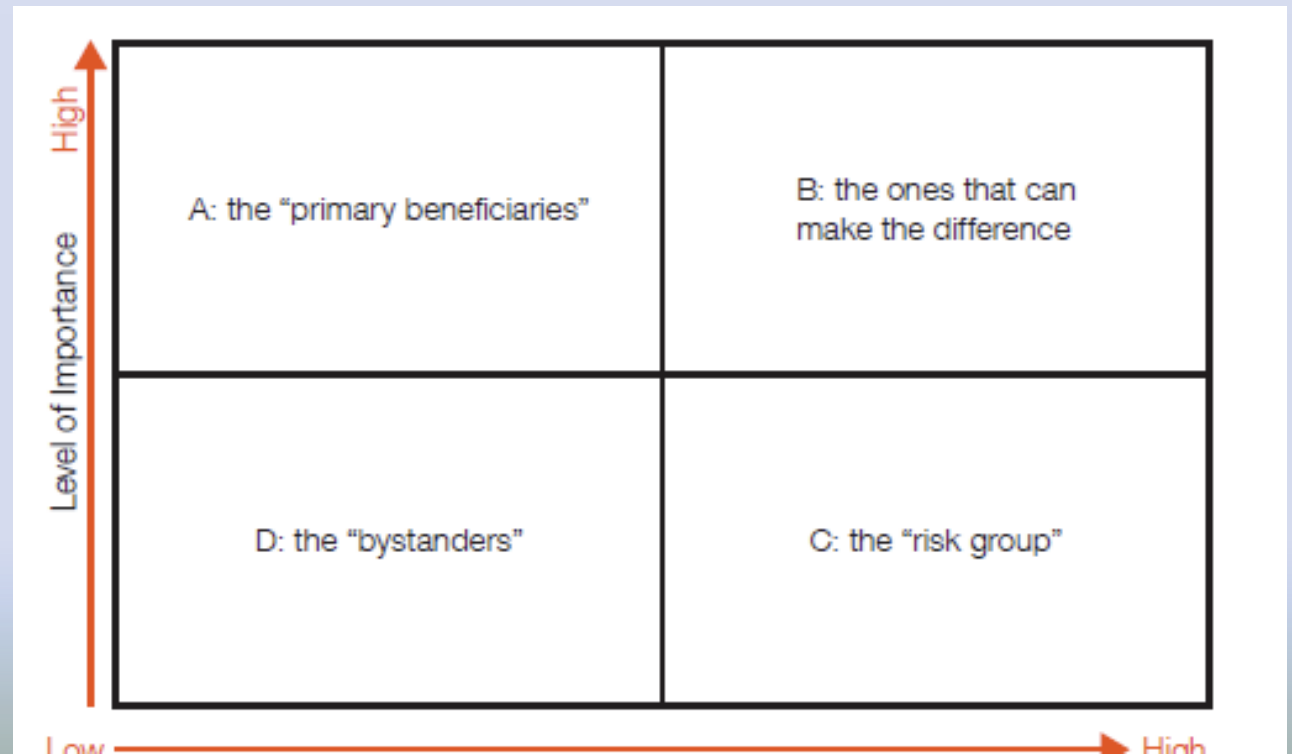 High
Level of Importance
A: the “primary beneficiaries”
B: the ones that can
make the difference
D: the “bystanders”
C: the “risk group”
Low
High